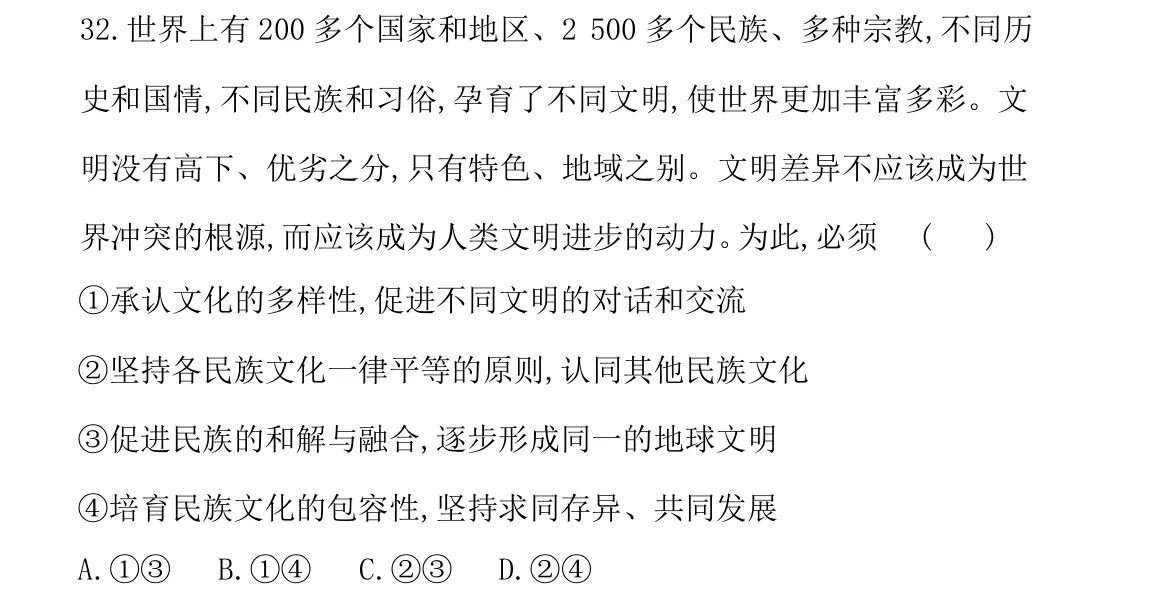 32.世界上有 200 多个国家和地区、2 500 多个民族、多种宗教,不同历
史和国情,不同民族和习俗,孕育了不同文明,使世界更加丰富多彩。文
明没有高下、优劣之分,只有特色、地域之别。文明差异不应该成为世
界冲突的根源,而应该成为人类文明进步的动力。为此,必须 ( )
①承认文化的多样性,促进不同文明的对话和交流
②坚持各民族文化一律平等的原则,认同其他民族文化
③促进民族的和解与融合,逐步形成同一的地球文明
④培育民族文化的包容性,坚持求同存异、共同发展
A.①③ B.①④ C.②③ D.②④